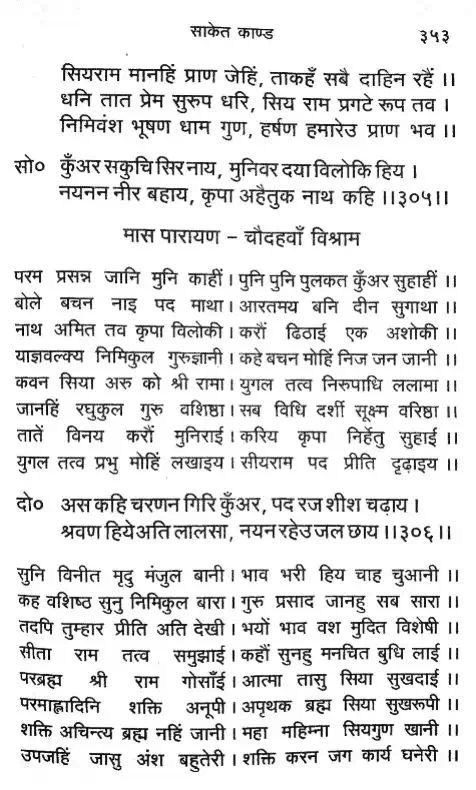 साकेत काण्ड ३५३
सियराम मानहिं प्राण जेहिं, ताकहँ सबै दाहिन रहैं ।।
धनि तात प्रेम सुरुप धरि, सिय राम प्रगटे रूप तव ।
निमिवंश भूषण धाम गुण, हर्षण हमारेउ प्राण भव ।।
सो० कुँअर सकुचि सिर नाय, मुनिवर दया विलोकि हिय ।
नयनन नीर बहाय, कृपा अहैतुक नाथ कहि ।।३०५।।
मास पारायण – चौदहवाँ विश्राम
परम प्रसन्न जानि मुनि काहीं । पुनि पुनि पुलकत कुँअर सुहाहीं ।।
बोले बचन नाइ पद माथा । आरतमय बनि दीन सुगाथा ।।
नाथ अमित तव कृपा विलोकी । करौं ढिठाई एक अशोकी ।।
याज्ञवल्क्य निमिकुल गुरुज्ञानी । कहे बचन मोहिं निज जन जानी ।।
कवन सिया अरु को श्री रामा । युगल तत्व निरुपाधि ललामा ।।
जानहिं रघुकुल गुरु वशिष्ठा । सब विधि दर्शी सूक्ष्म वरिष्ठा ।।
तातें विनय करौं मुनिराई । करिय कृपा निर्हेतु सुहाई ।।
युगल तत्व प्रभु मोहिं लखाइय । सीयराम पद प्रीति दृढ़ाइय ।।
दो० अस कहि चरणन गिरि कुँअर, पद रज शीश चढ़ाय ।
श्रवण हिये अति लालसा, नयन रहेउ जल छाय ।।३०६।।
सुनि विनीत मृदु मंजुल बानी । भाव भरी हिय चाह चुआनी ।।
कह वशिष्ठ सुनु निमिकुल बारा । गुरु प्रसाद जानहु सब सारा ।।
तदपि तुम्हार प्रीति अति देखी । भयों भाव वश मुदित विशेषी ।।
सीता राम तत्व समुझाई । कहौं सुनहु मनचित बुधि लाई ।।
परब्रह्म श्री राम गोसाँई । आत्मा तासु सिया सुखदाई ।।
परमाह्लादिनि शक्ति अनूपी । अपृथक ब्रह्म सिया सुखरूपी ।।
शक्ति अचिन्त्य ब्रह्म नहिं जानी । महा महिम्ना सियगुण खानी ।।
उपजहिं जासु अंश बहुतेरी । शक्ति करन जग कार्य घनेरी ।।